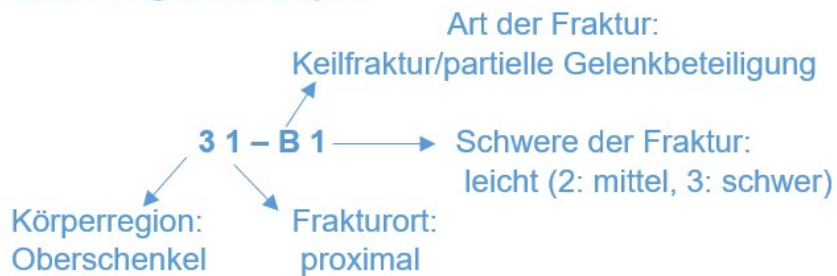 Art der Fraktur:
Keilfraktur/partielle Gelenkbeteiligung
3 1 – B 1
Schwere der Fraktur:
leicht (2: mittel, 3: schwer)
Körperregion:
Oberschenkel
Frakturort:
proximal